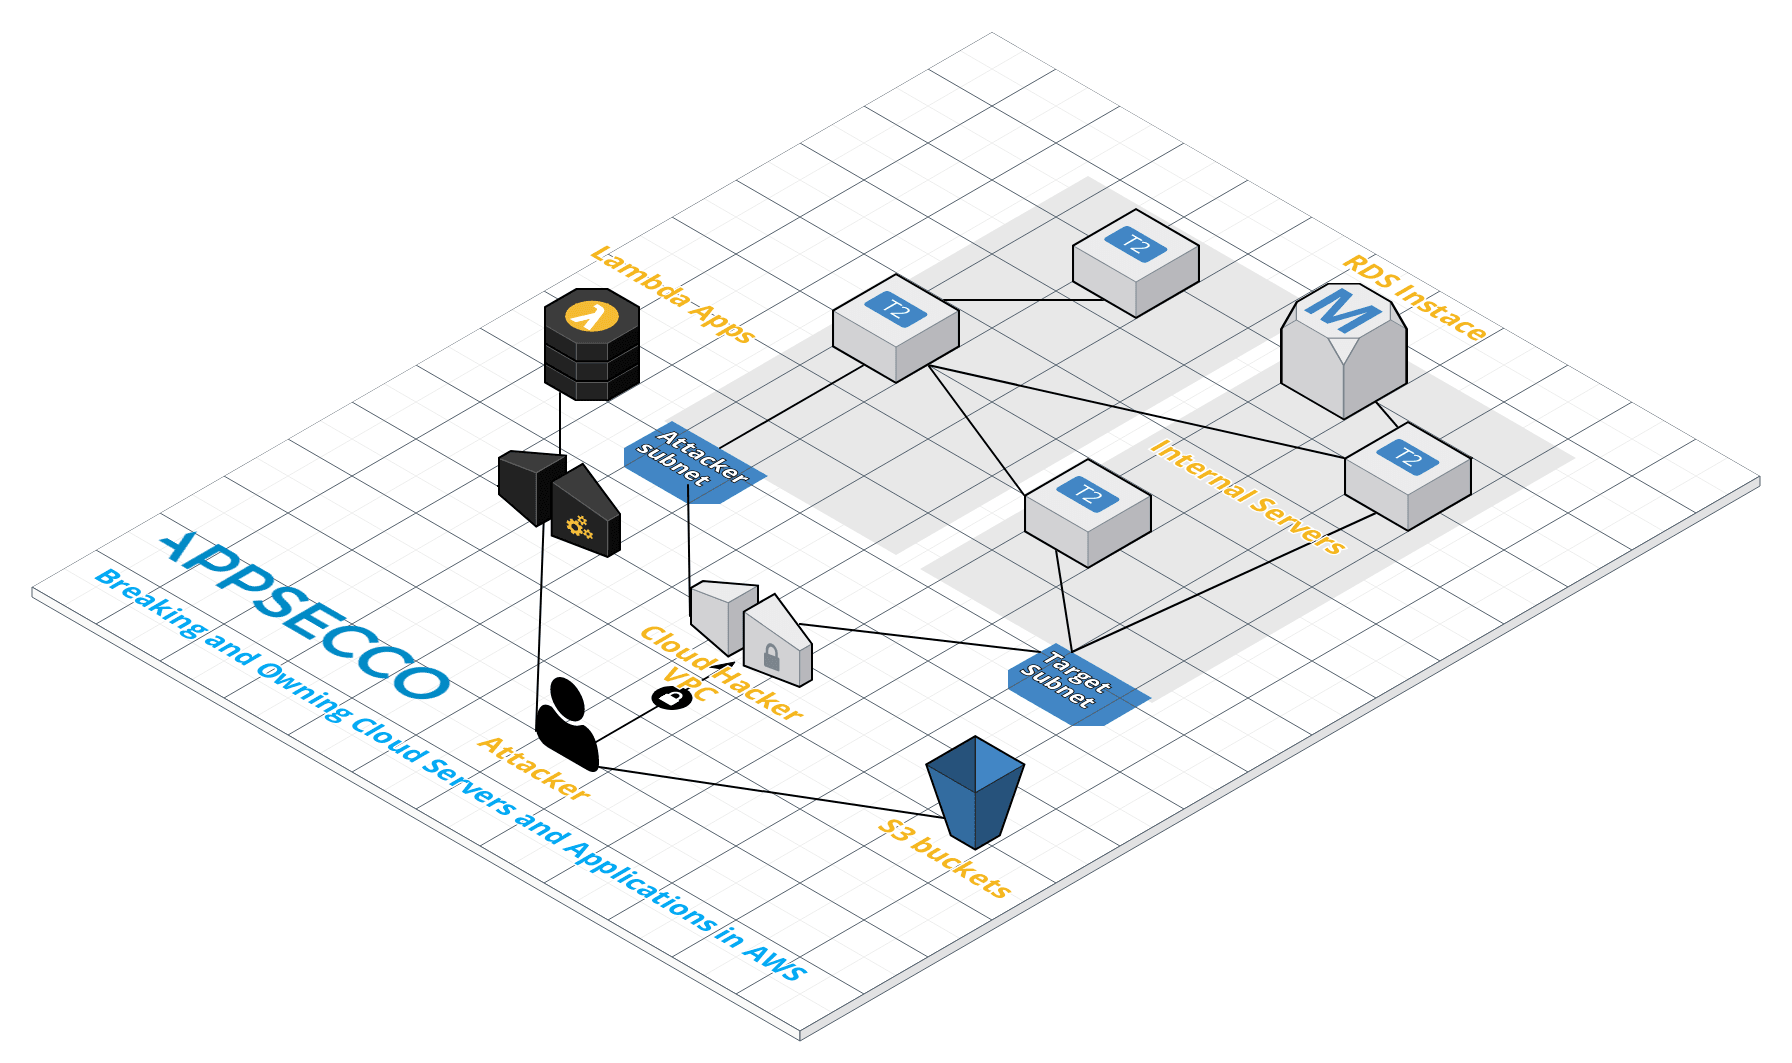 Lambda Apps
T2
T2
RDS Instace
M
λ
Attacker
subnet
T2
Internal Servers
T2
APPSECCO
Breaking and Owning Cloud Servers and Applications in AWS
Cloud Hacker
VPC
Target
Subnet
Attacker
S3 buckets